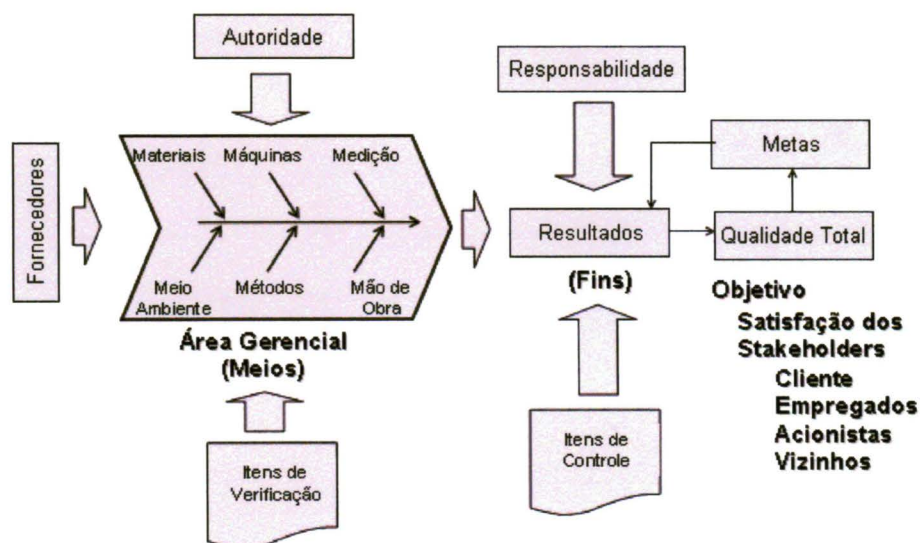 Autoridade
Responsabilidade
Fornecedores
Materiais
Máquinas
Medição
Meio
Ambiente
Métodos
Mão de
Obra
Área Gerencial
(Meios)
Itens de
Verificação
Resultados
(Fins)
Itens de
Controle
Metas
Qualidade Total
Objetivo
Satisfação dos
Stakeholders
Cliente
Empregados
Acionistas
Vizinhos